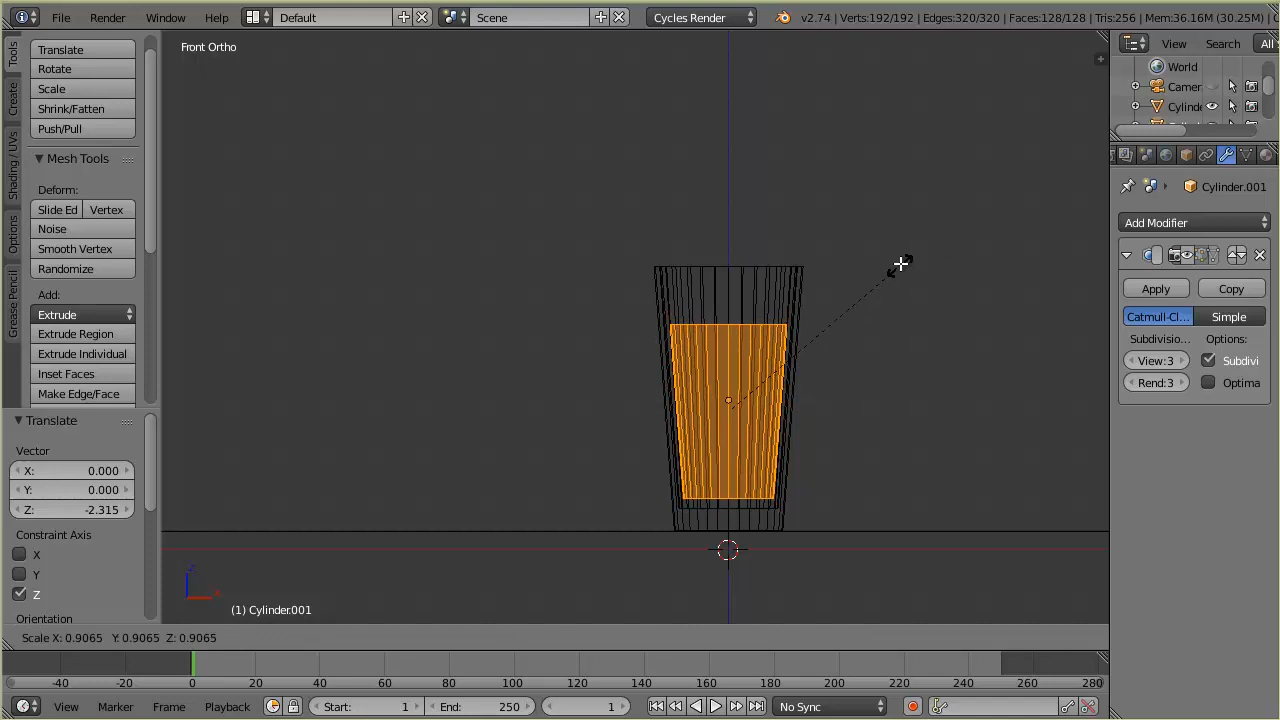 File Render Window Help Default Scene Cycles Render v2.74 | Verts:192/192 | Edges:320/320 | Faces:128/128 | Tris:256 | Mem:36.16M (30.25M) |
Tools
Create
Shading / UVs
Options
Grease Pencil
Translate
Rotate
Scale
Shrink/Fatten
Push/Pull
Mesh Tools
Deform:
Slide Ed Vertex
Noise
Smooth Vertex
Randomize
Add:
Extrude
Extrude Region
Extrude Individual
Inset Faces
Make Edge/Face
Translate
Vector
X: 0.000
Y: 0.000
Z: -2.315
Constraint Axis
X
Y
Z
Orientation
Front Ortho
(1) Cylinder.001
Scale X: 0.9065 Y: 0.9065 Z: 0.9065
View Search All
World
Camer
Cylinde
Cylinder.001
Add Modifier
Apply Copy
Catmull-Cl... Simple
Subdivisio... Options:
View:3 Subdivi
Rend:3 Optima
-40 -20 0 20 40 60 80 100 120 140 160 180 200 220 240 260 280
View Marker Frame Playback Start: 1 End: 250 1 No Sync